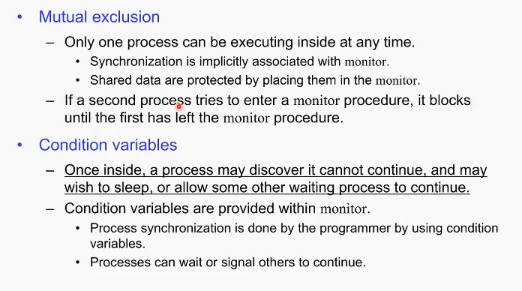 • Mutual exclusion
– Only one process can be executing inside at any time.
• Synchronization is implicitly associated with monitor.
• Shared data are protected by placing them in the monitor.
– If a second process tries to enter a monitor procedure, it blocks
until the first has left the monitor procedure.
• Condition variables
– Once inside, a process may discover it cannot continue, and may
wish to sleep, or allow some other waiting process to continue.
– Condition variables are provided within monitor.
• Process synchronization is done by the programmer by using condition
variables.
• Processes can wait or signal others to continue.